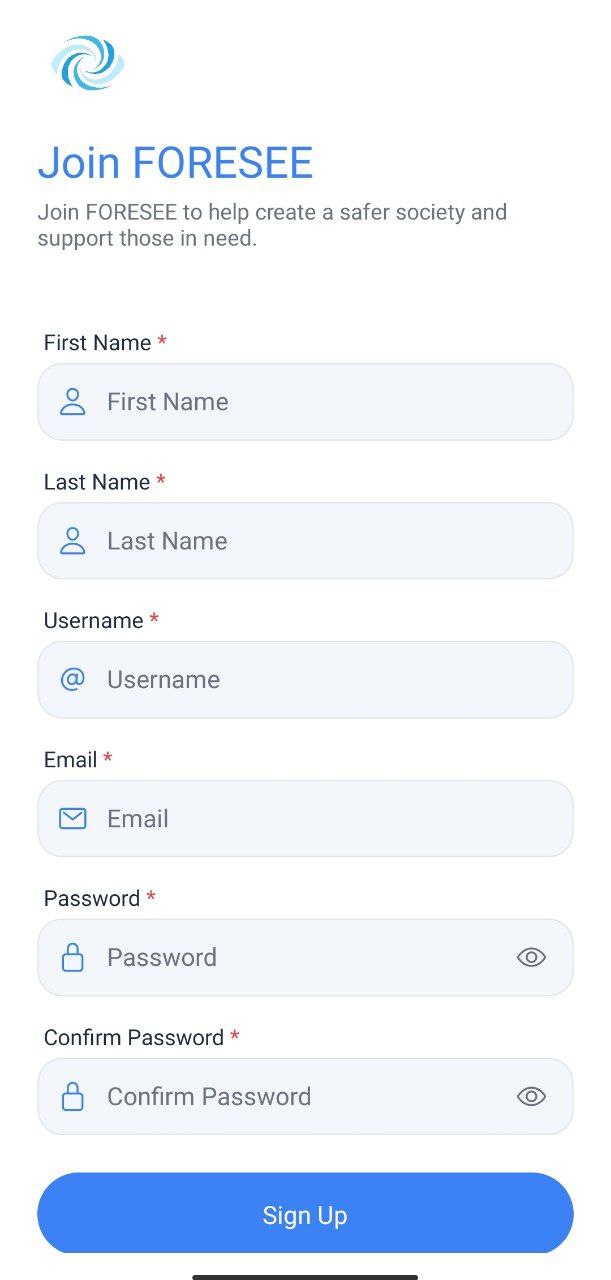 Join FORESEE
Join FORESEE to help create a safer society and
support those in need.
First Name *
First Name
Last Name *
Last Name
Username *
@ Username
Email *
Email
Password *
Password
Confirm Password *
Confirm Password
Sign Up